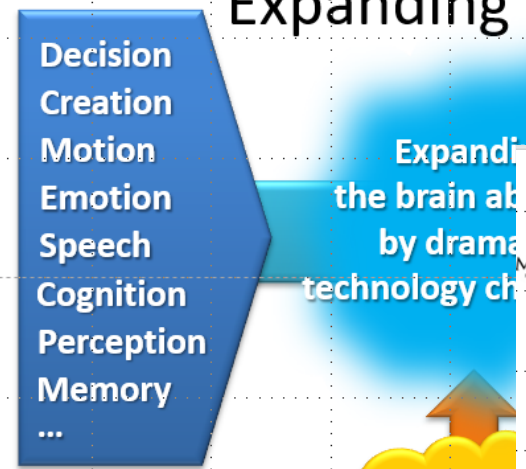 Expanding
Decision
Creation
Motion
Emotion
Speech
Cognition
Perception
Memory
...
Expandi
the brain ab
by drama
technology ch